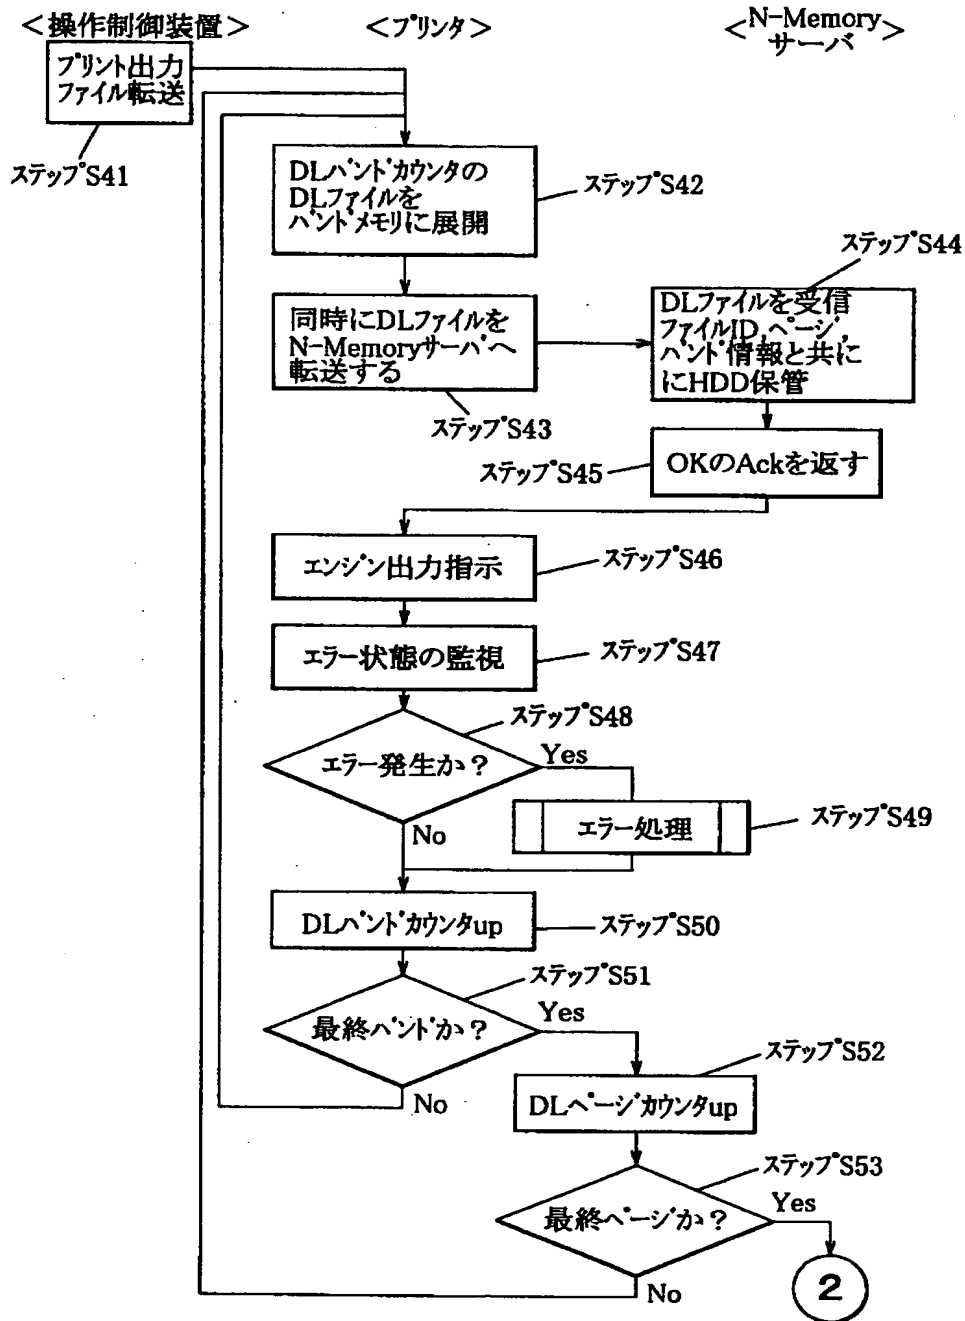 <操作制御装置>
<プリンタ>
<N-Memory
サーバ>
プリント出力
ファイル転送
ステップS41
DLバンドカウンタの
DLファイルを
バンドメモリに展開
ステップS42
ステップS44
同時にDLファイルを
N-Memoryサーバへ
転送する
ステップS43
DLファイルを受信
ファイルID,ページ,
バンド情報と共に
にHDD保管
ステップS45
OKのAckを返す
エンジン出力指示
ステップS46
エラー状態の監視
ステップS47
ステップS48
エラー発生か?
Yes
No
エラー処理
ステップS49
DLバンドカウンタup
ステップS50
ステップS51
最終バンドか?
Yes
No
ステップS52
DLページカウンタup
ステップS53
最終ページか?
Yes
No
2